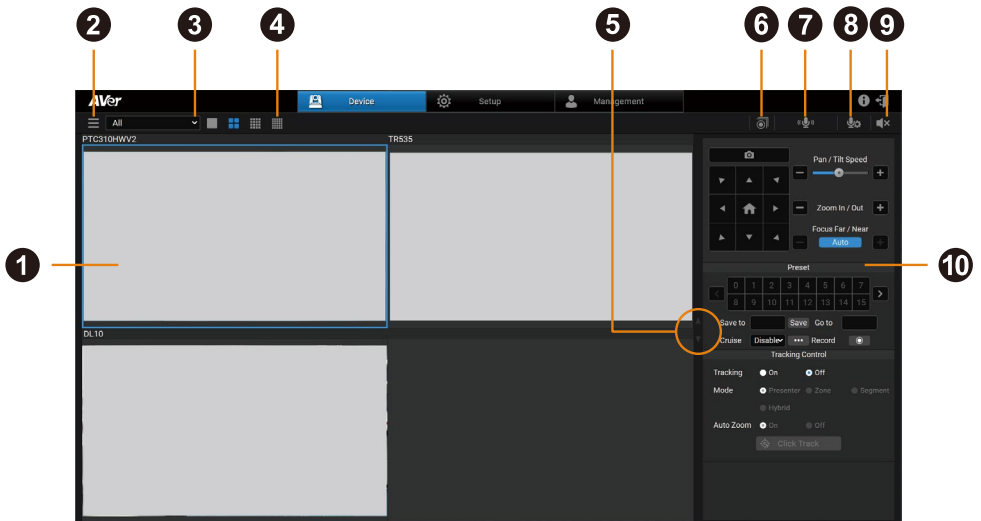 2 3 4 5 6 7 8 9
AVer Device Setup Management
All
PTC310HWV2 TR535
Pan / Tilt Speed
Zoom In / Out
Focus Far / Near
Auto
1 10
Preset
0 1 2 3 4 5 6 7
8 9 10 11 12 13 14 15
Save to Save Go to
DL10
Cruise Disable Record
Tracking Control
Tracking On Off
Mode Presenter Zone Segment
Hybrid
Auto Zoom On Off
Click Track